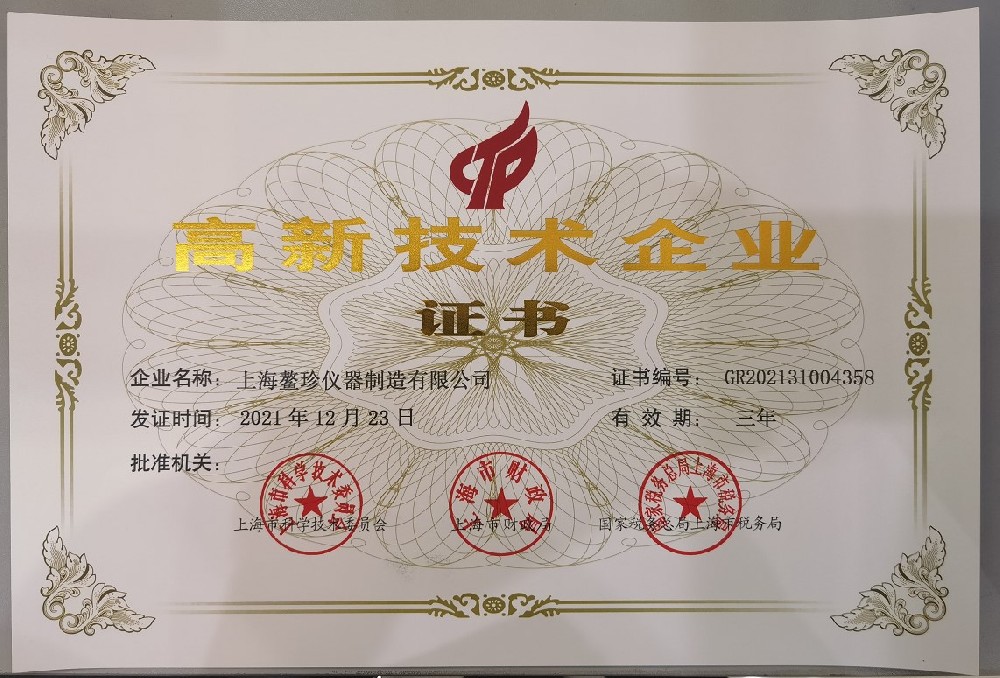 高新技术企业
证书
企业名称: 上海鳌珍仪器制造有限公司 证书编号: GR202131004358
发证时间: 2021年12月23日 有效期: 三年
批准机关:
上海市科学技术委员会 上海市财政局 国家税务总局上海市税务局